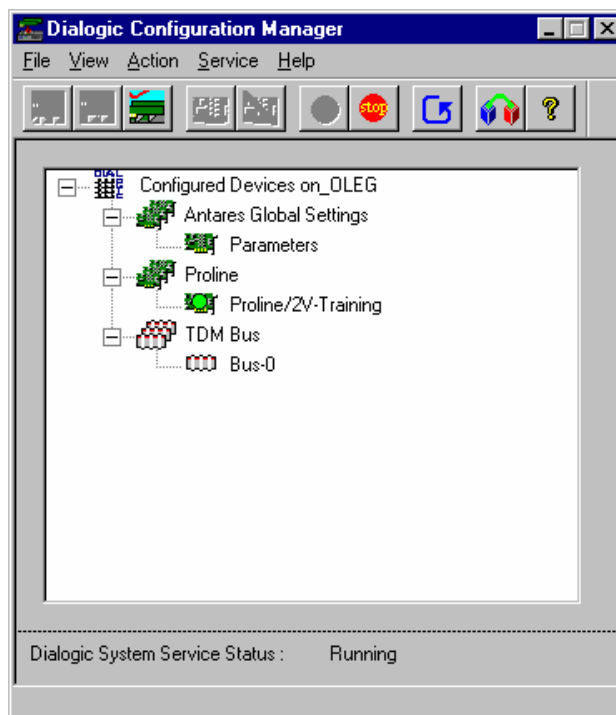 Dialogic Configuration Manager
File View Action Service Help
stop
?
DIAL
Configured Devices on_OLEG
Antares Global Settings
Parameters
Proline
Proline/2V-Training
TDM Bus
Bus-0
Dialogic System Service Status : Running